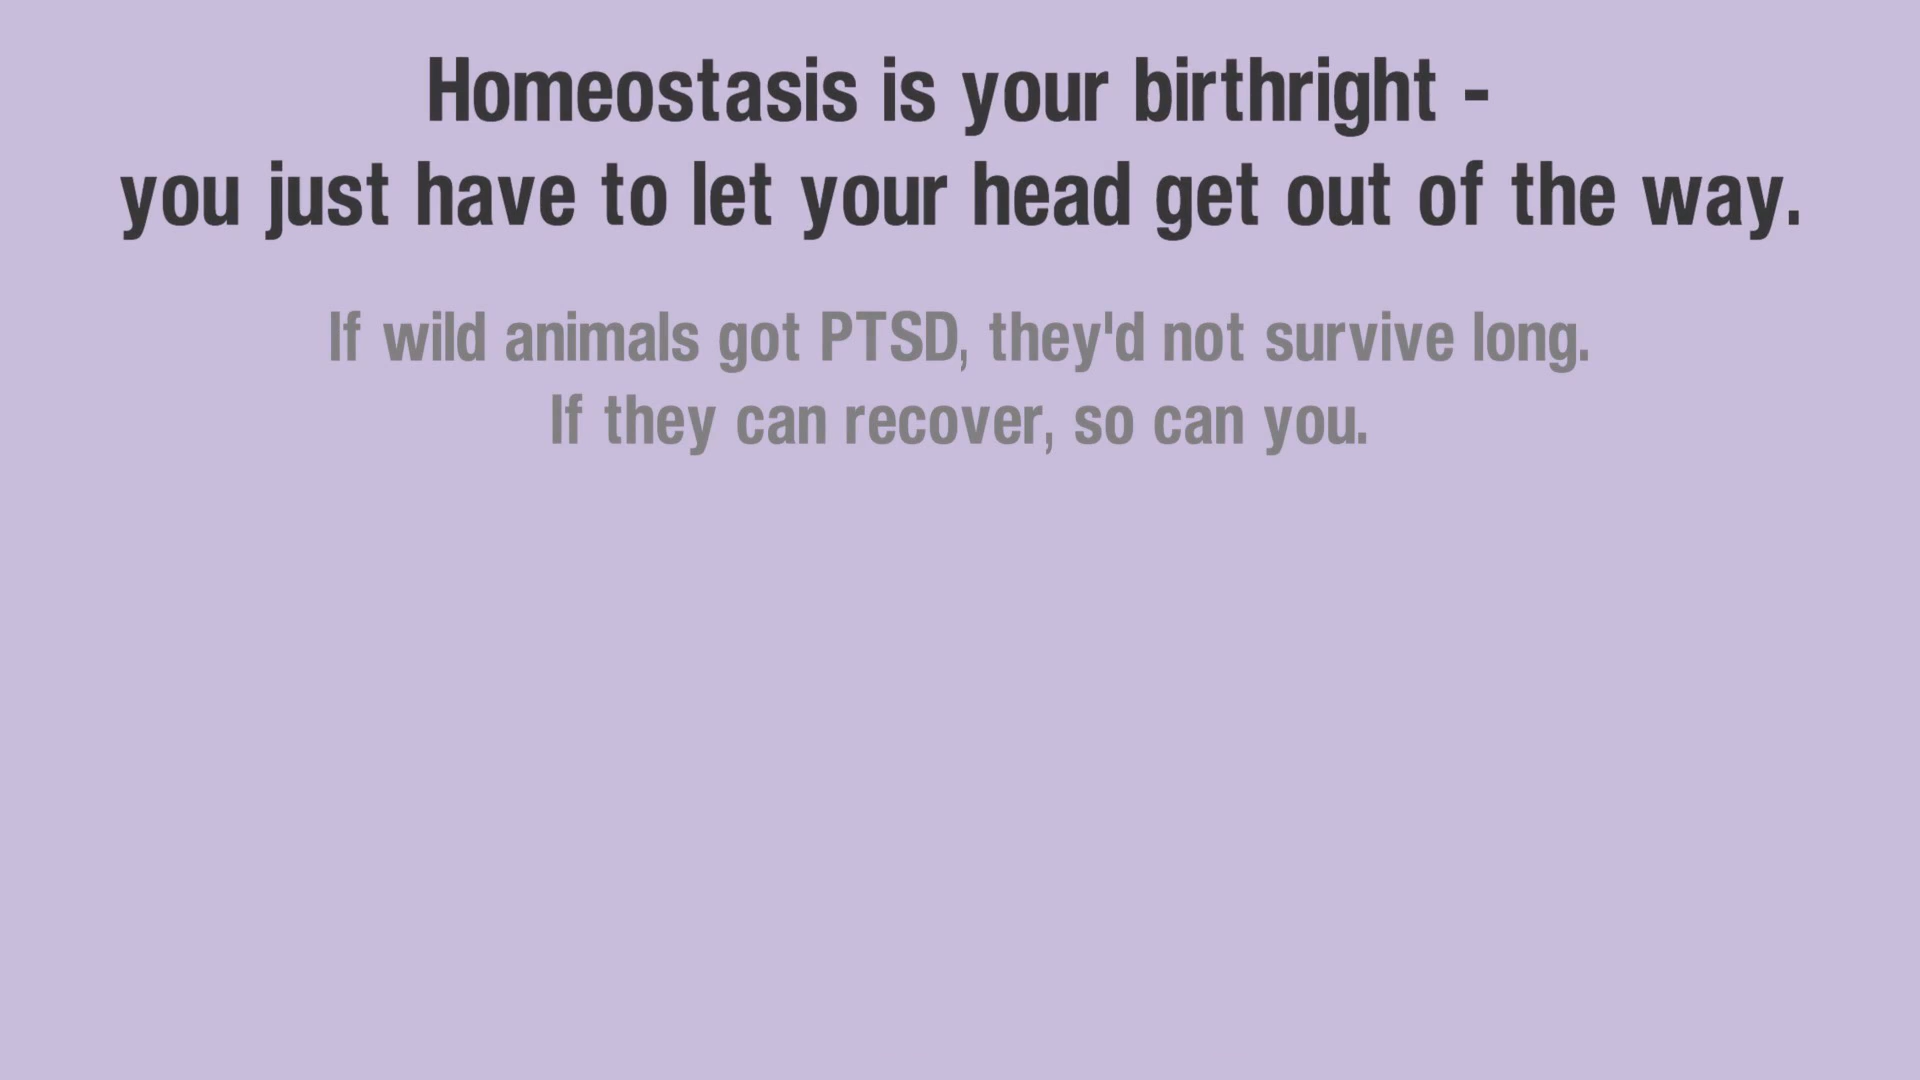 Homeostasis is your birthright -
you just have to let your head get out of the way.
If wild animals got PTSD, they'd not survive long.
If they can recover, so can you.